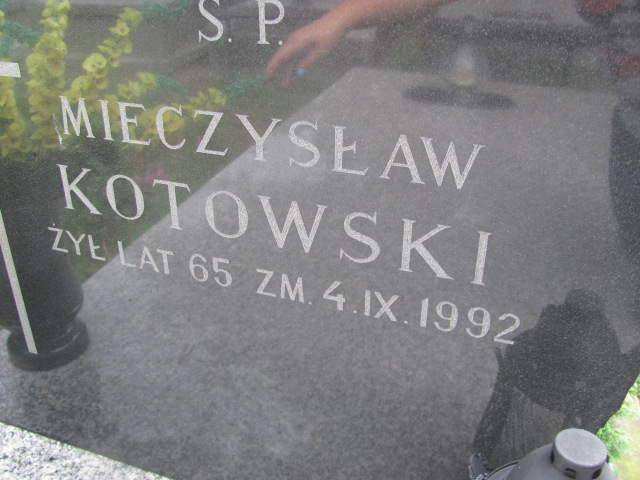 Ś. P.
MIECZYSŁAW
KOTOWSKI
ŻYŁ LAT 65 ZM. 4.IX.1992